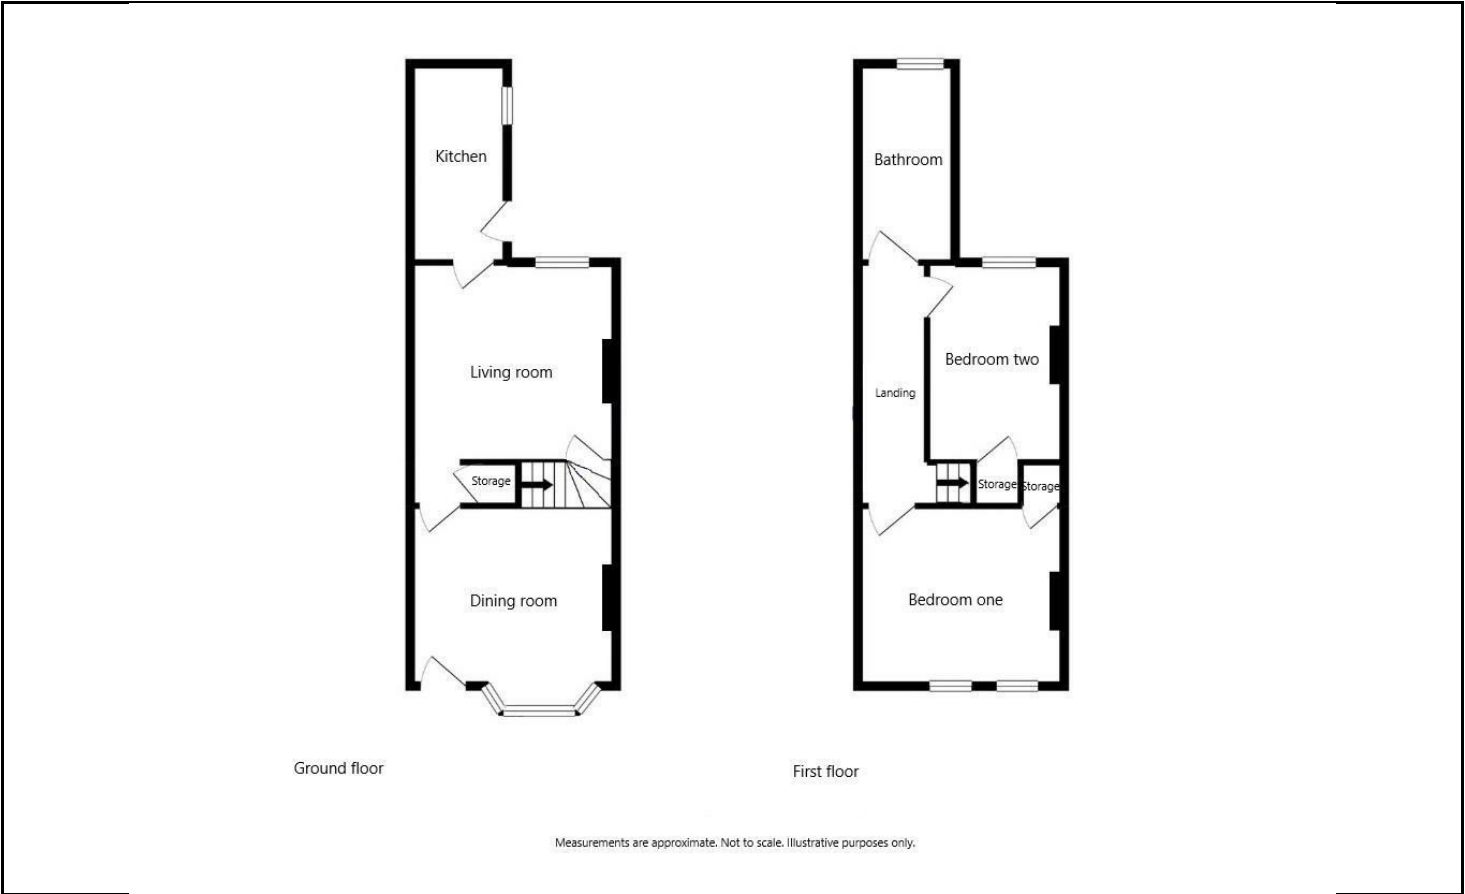 Kitchen
Living room
Storage
Dining room
Ground floor
Bathroom
Bedroom two
Landing
Storage
Storage
Bedroom one
First floor
Measurements are approximate. Not to scale. Illustrative purposes only.